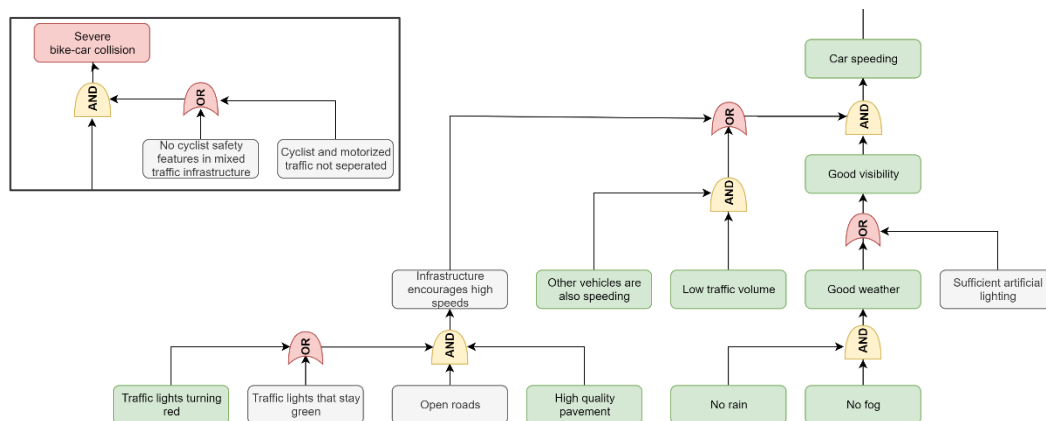 Severe
bike-car collision
AND
OR
No cyclist safety
features in mixed
traffic infrastructure
Cyclist and motorized
traffic not seperated
Car speeding
OR
AND
Good visibility
AND
OR
Infrastructure
encourages high
speeds
Other vehicles are
also speeding
Low traffic volume
Good weather
Sufficient artificial
lighting
OR
AND
AND
Traffic lights turning
red
Traffic lights that stay
green
Open roads
High quality
pavement
No rain
No fog